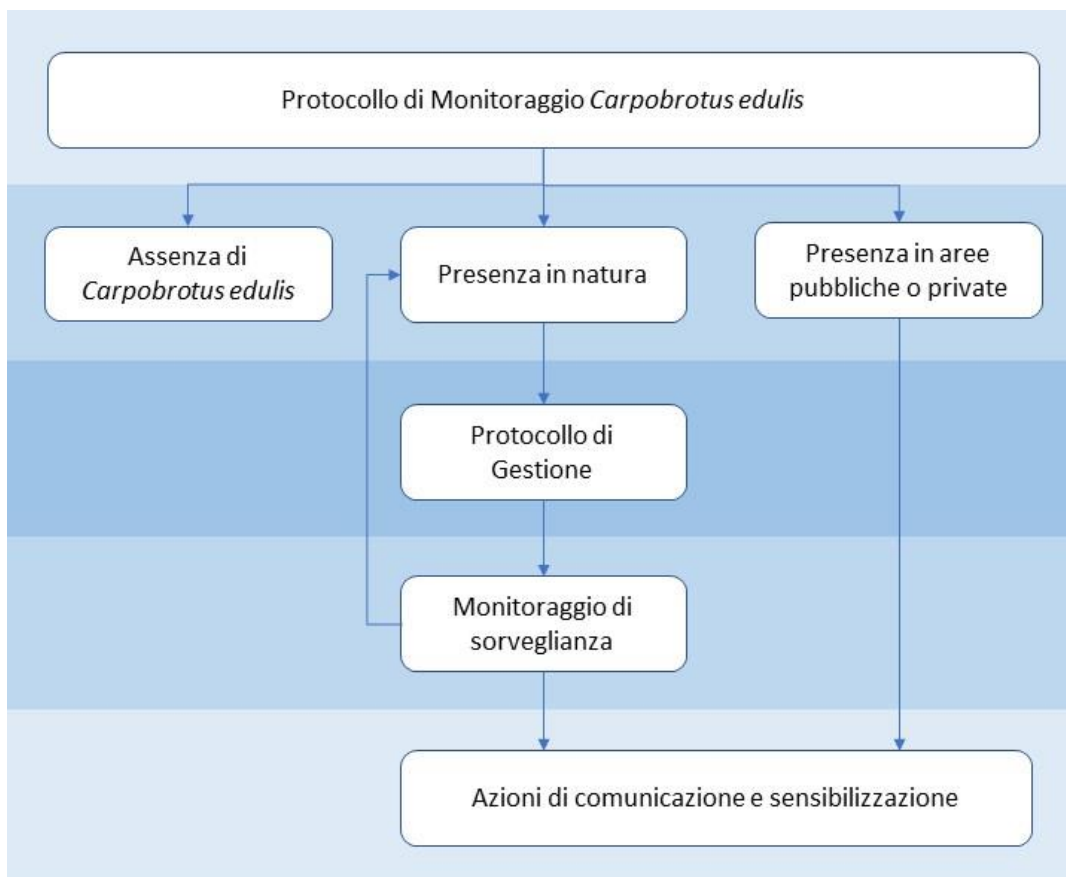 Protocollo di Monitoraggio Carpobrotus edulis
Assenza di
Carpobrotus edulis
Presenza in natura
Presenza in aree
pubbliche o private
Protocollo di
Gestione
Monitoraggio di
sorveglianza
Azioni di comunicazione e sensibilizzazione